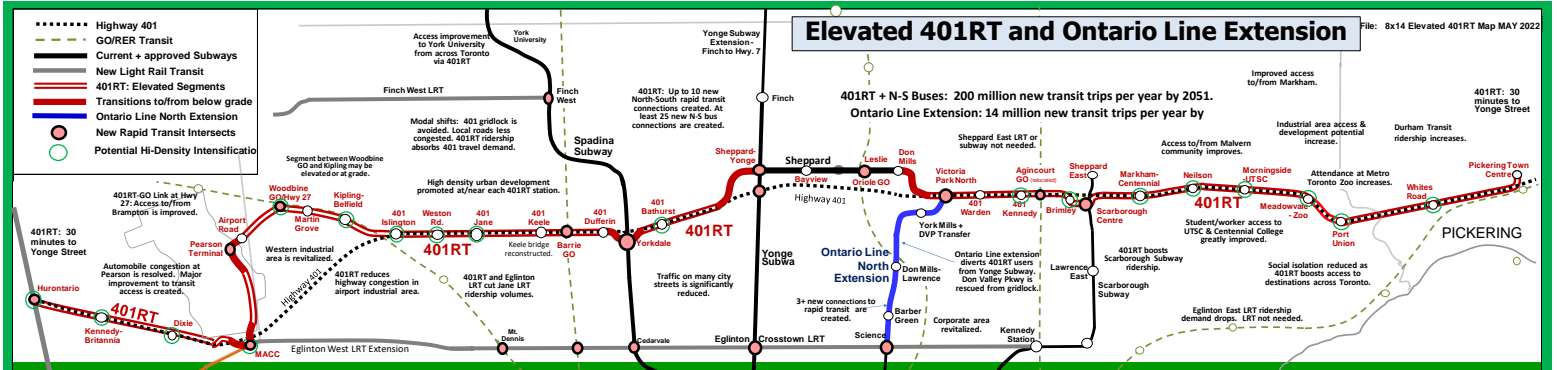 Elevated 401RT and Ontario Line Extension
File: 8x14 Elevated 401RT Map MAY 2022
Highway 401
GO/RER Transit
Current + approved Subways
New Light Rail Transit
401RT: Elevated Segments
Transitions to/from below grade
Ontario Line North Extension
New Rapid Transit Intersects
Potential Hi-Density Intensificatio
Access improvement
to York University
from across Toronto
via 401RT
York
University
Yonge Subway
Extension -
Finch to Hwy. 7
Finch West LRT
Finch
West
Finch
401RT: Up to 10 new
North-South rapid transit
connections created. At
least 25 new N-S bus
connections are created.
Modal shifts: 401 gridlock is
avoided. Local roads less
congested. 401RT ridership
absorbs 401 travel demand.
Spadina
Subway
401RT + N-S Buses: 200 million new transit trips per year by 2051.
Ontario Line Extension: 14 million new transit trips per year by
Improved access
to/from Markham.
401RT: 30
minutes to
Yonge Street
Industrial area access &
development potential
increase.
Durham Transit
ridership increases.
Sheppard East LRT or
subway not needed.
Access to/from Malvern
community improves.
Attendance at Metro
Toronto Zoo increases.
Segment between Woodbine
GO and Kipling may be
elevated or at grade.
High density urban development
promoted at/near each 401RT station.
401RT-GO Link at Hwy
27: Access to/from
Brampton is improved.
Woodbine
GO/Hwy 27
Martin
Grove
Kipling-
Belfield
401
Islington
401
Weston
401
Jane
401
Keele
Barrie
GO
401
Dufferin
Yorkdale
401
Bathurst
401RT
401RT
Keele bridge
reconstructed.
Sheppard-
Yonge
Sheppard
Bayview
Leslie
Oriole GO
Don
Mills
Highway 401
Victoria
Park North
401
Warden
Agincourt
GO (relocated)
401
Kennedy
Brimley
Sheppard
East
Scarborough
Centre
Markham-
Centennial
Neilson
401RT
Morningside
-UTSC
Meadowvale
- Zoo
Port
Union
Whites
Road
Pickering Town
Centre
PICKERING
Airport
Road
Pearson
Terminal
Western industrial
area is revitalized.
Highway 401
401RT reduces
highway congestion in
airport industrial area.
401RT: 30
minutes to
Yonge Street
Automobile congestion at
Pearson is resolved. Major
improvement to transit
access is created.
Hurontario
401RT
Kennedy-
Britannia
Dixie
MACC
Eglinton West LRT Extension
401RT and Eglinton
LRT cut Jane LRT
ridership volumes.
Mt.
Dennis
Cedarvale
Traffic on many city
streets is significantly
reduced.
Yonge
Subwa
Eglinton
Crosstown LRT
Ontario Line
North
Extension
York Mills +
DVP Transfer
Ontario Line extension
diverts 401RT users
from Yonge Subway.
Don Valley Pkwy is
rescued from gridlock.
Don Mills-
Lawrence
3+ new connections to
rapid transit are
created.
Barber
Green
Science
Corporate area
revitalized.
Kennedy
Station
Lawrence
East
Scarborough
Subway
401RT boosts
Scarborough Subway
ridership.
Student/worker access to
UTSC & Centennial College
greatly improved.
Social isolation reduced as
401RT boosts access to
destinations across Toronto.
Eglinton East LRT ridership
demand drops. LRT not needed.